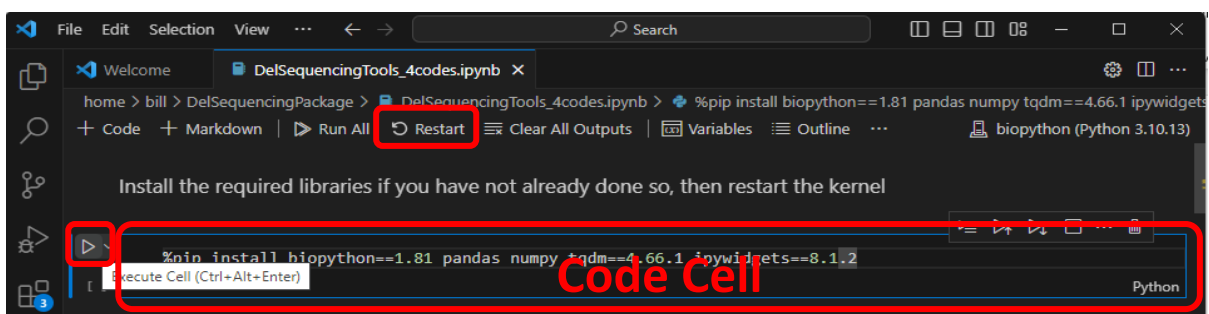 File Edit Selection View ··· ← → Search
Welcome DelSequencingTools_4codes.ipynb ×
home > bill > DelSequencingPackage > DelSequencingTools_4codes.ipynb > %pip install biopython==1.81 pandas numpy tqdm==4.66.1 ipywidgets
+ Code + Markdown | Run All Restart Clear All Outputs | Variables Outline ··· biopython (Python 3.10.13)
Install the required libraries if you have not already done so, then restart the kernel
%pip install biopython==1.81 pandas numpy tqdm==4.66.1 ipywidgets==8.1.2
Execute Cell (Ctrl+Alt+Enter)
Code Cell
Python
3